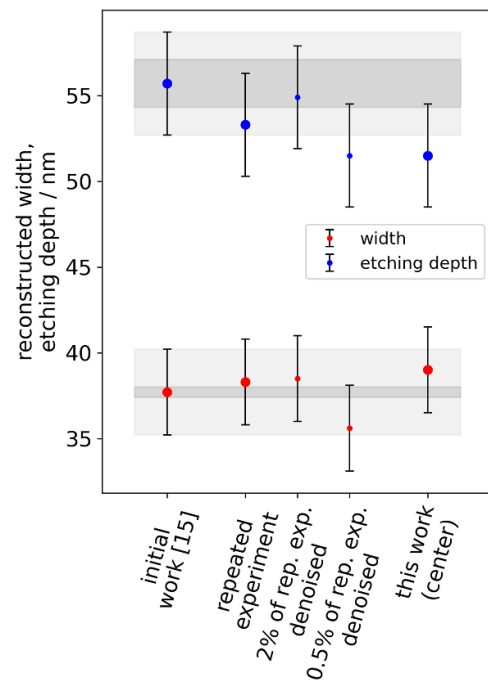 reconstructed width,
etching depth / nm
55
50
45
40
35
width
etching depth
initial
work [15]
repeated
experiment
2% of rep. exp.
denoised
0.5% of rep. exp.
denoised
this work
(center)